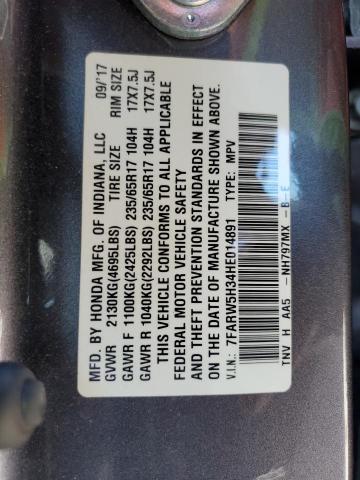 MFD. BY HONDA MFG. OF INDIANA, LLC 09/'17
GVWR 2130KG(4695LBS) TIRE SIZE RIM SIZE
GAWR F 1100KG(2425LBS) 235/65R17 104H 17X7.5J
GAWR R 1040KG(2292LBS) 235/65R17 104H 17X7.5J
THIS VEHICLE CONFORMS TO ALL APPLICABLE
FEDERAL MOTOR VEHICLE SAFETY
AND THEFT PREVENTION STANDARDS IN EFFECT
ON THE DATE OF MANUFACTURE SHOWN ABOVE.
V.I.N.: 7FARW5H34HE014891 TYPE: MPV
TNV H AA5 -NH797MX -B-E